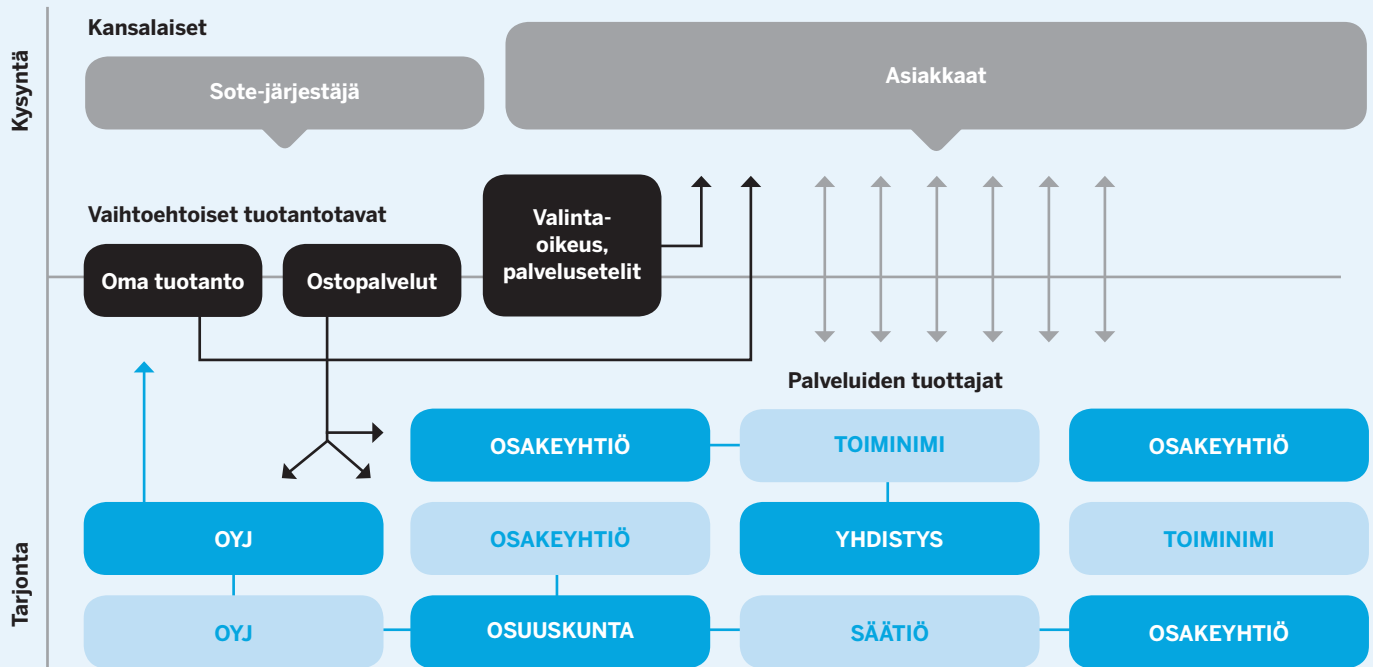 Kysyntä
Kansalaiset
Sote-järjestäjä
Asiakkaat
Vaihtoehtoiset tuotantotavat
Oma tuotanto
Ostopalvelut
Valinta-
oikeus,
palvelusetelit
Palveluiden tuottajat
Tarjonta
OSAKEYHTIÖ
TOIMINIMI
OSAKEYHTIÖ
OYJ
OSAKEYHTIÖ
YHDISTYS
TOIMINIMI
OYJ
OSUUSKUNTA
SÄÄTIÖ
OSAKEYHTIÖ